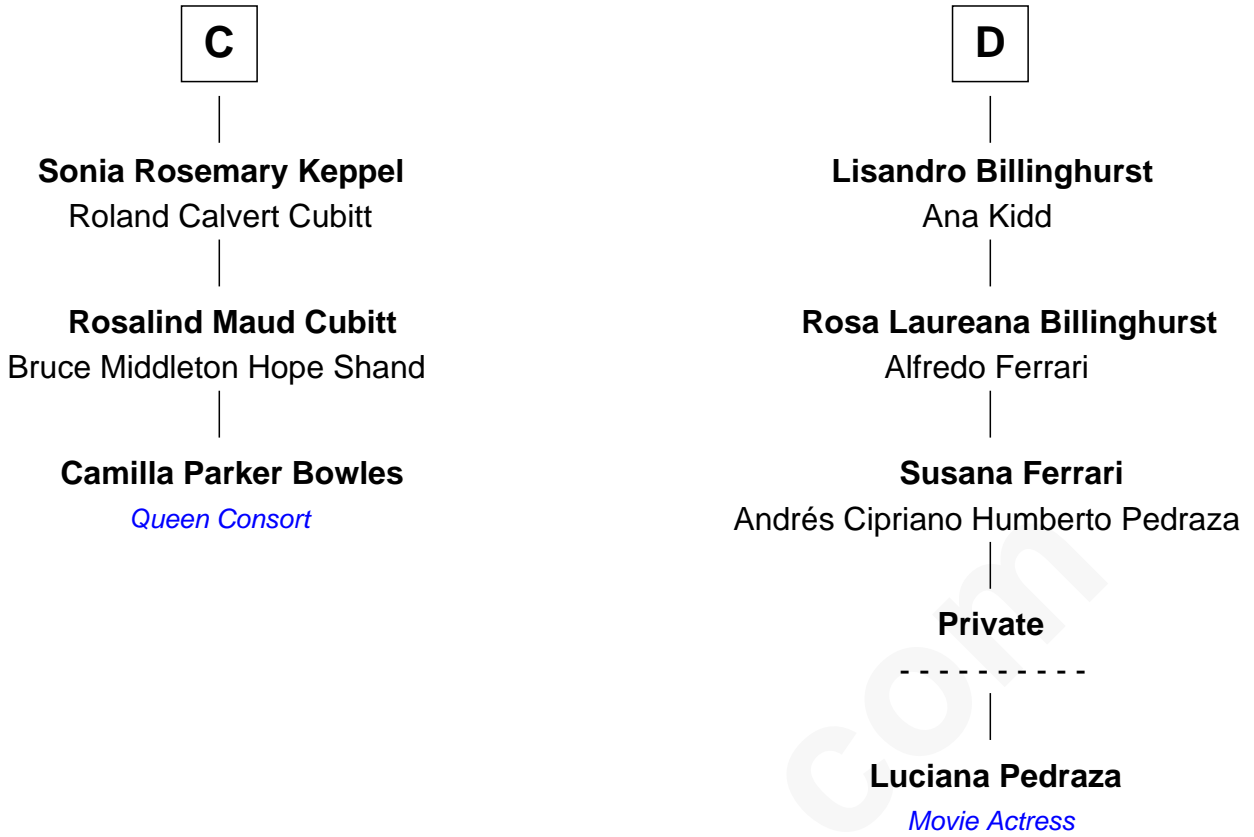 C
Sonia Rosemary Keppel
Roland Calvert Cubitt
Rosalind Maud Cubitt
Bruce Middleton Hope Shand
Camilla Parker Bowles
Queen Consort
D
Lisandro Billinghurst
Ana Kidd
Rosa Laureana Billinghurst
Alfredo Ferrari
Susana Ferrari
Andrés Cipriano Humberto Pedraza
Private
- - - - - - - - - -
Luciana Pedraza
Movie Actress
com